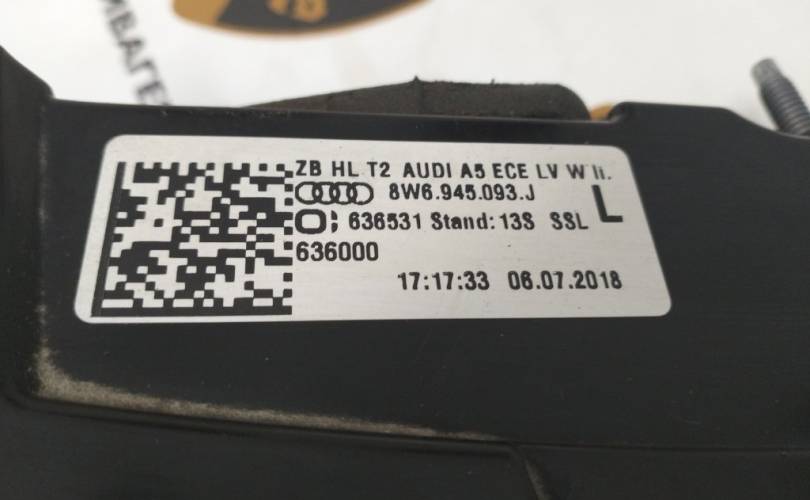 ZB HL T2 AUDI A5 ECE LV W li.
8W6.945.093.J
L
636531 Stand: 13S SSL
636000
17:17:33 06.07.2018